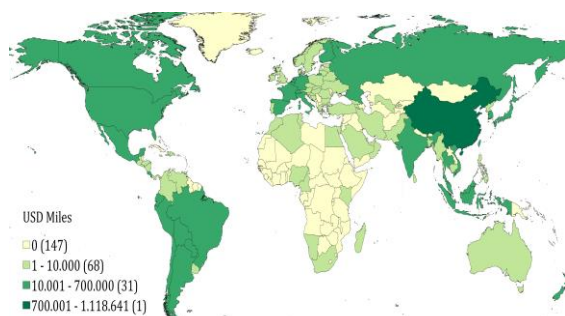 USD Miles
0 (147)
1 - 10.000 (68)
10.001 - 700.000 (31)
700.001 - 1.118.641 (1)